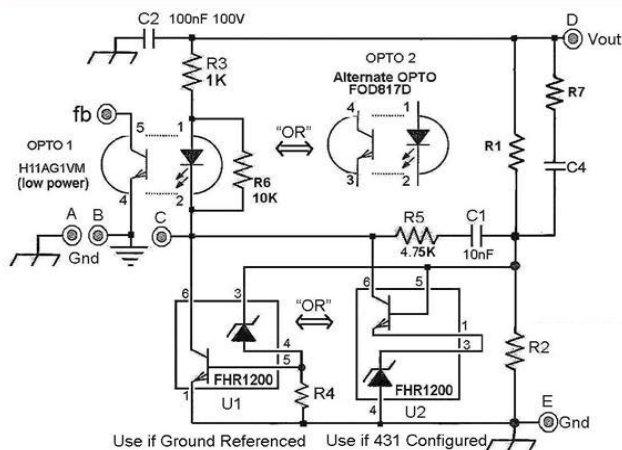 C2 100nF 100V
D
Vout
R3
1K
OPTO 2
Alternate OPTO
FOD817D
R7
fb
OPTO 1
H11AG1VM
(low power)
5
1
4
2
R6
10K
"OR"
4
1
3
2
R1
C4
A
B
C
Gnd
R5
4.75K
C1
10nF
6
3
"OR"
6
5
4
5
1
3
R2
FHR1200
R4
FHR1200
1
U1
4
U2
E
Gnd
Use if Ground Referenced
Use if 431 Configured